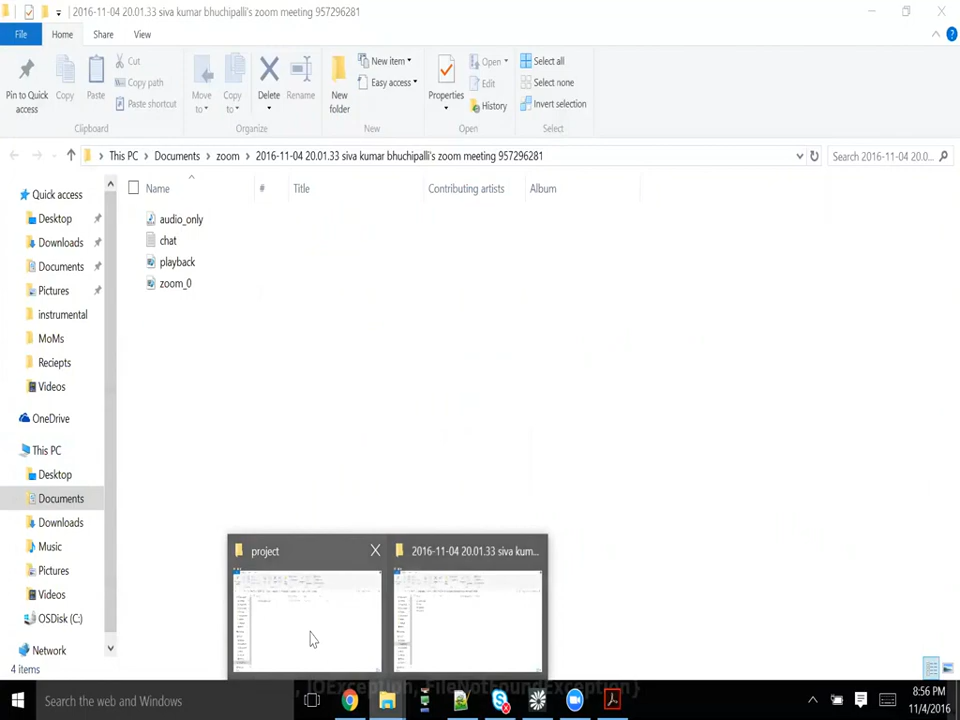 2016-11-04 20.01.33 siva kumar bhuchipalli's zoom meeting 957296281
File Home Share View
Pin to Quick access
Copy
Paste
Cut
Copy path
Paste shortcut
Clipboard
Move to
Copy to
Delete
Rename
Organize
New folder
New item
Easy access
New
Properties
Open
Edit
History
Open
Select all
Select none
Invert selection
Select
This PC > Documents > zoom > 2016-11-04 20.01.33 siva kumar bhuchipalli's zoom meeting 957296281
Search 2016-11-04 20.0...
Name # Title Contributing artists Album
audio_only
chat
playback
zoom_0
Quick access
Desktop
Downloads
Documents
Pictures
instrumental
MoMs
Reciepts
Videos
OneDrive
This PC
Desktop
Documents
Downloads
Music
Pictures
Videos
OSDisk (C:)
Network
4 items
project X
2016-11-04 20.01.33 siva kum...
, IOException, FileNotFoundException}
Search the web and Windows
8:56 PM
11/4/2016